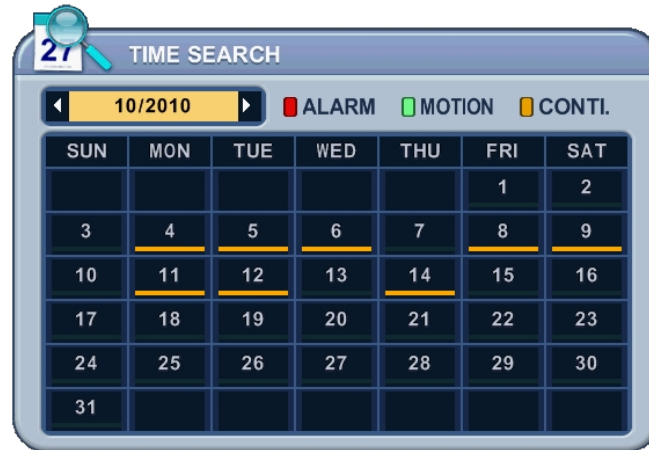 27 TIME SEARCH
10/2010 ALARM MOTION CONTI.
SUN MON TUE WED THU FRI SAT
1 2
3 4 5 6 7 8 9
10 11 12 13 14 15 16
17 18 19 20 21 22 23
24 25 26 27 28 29 30
31